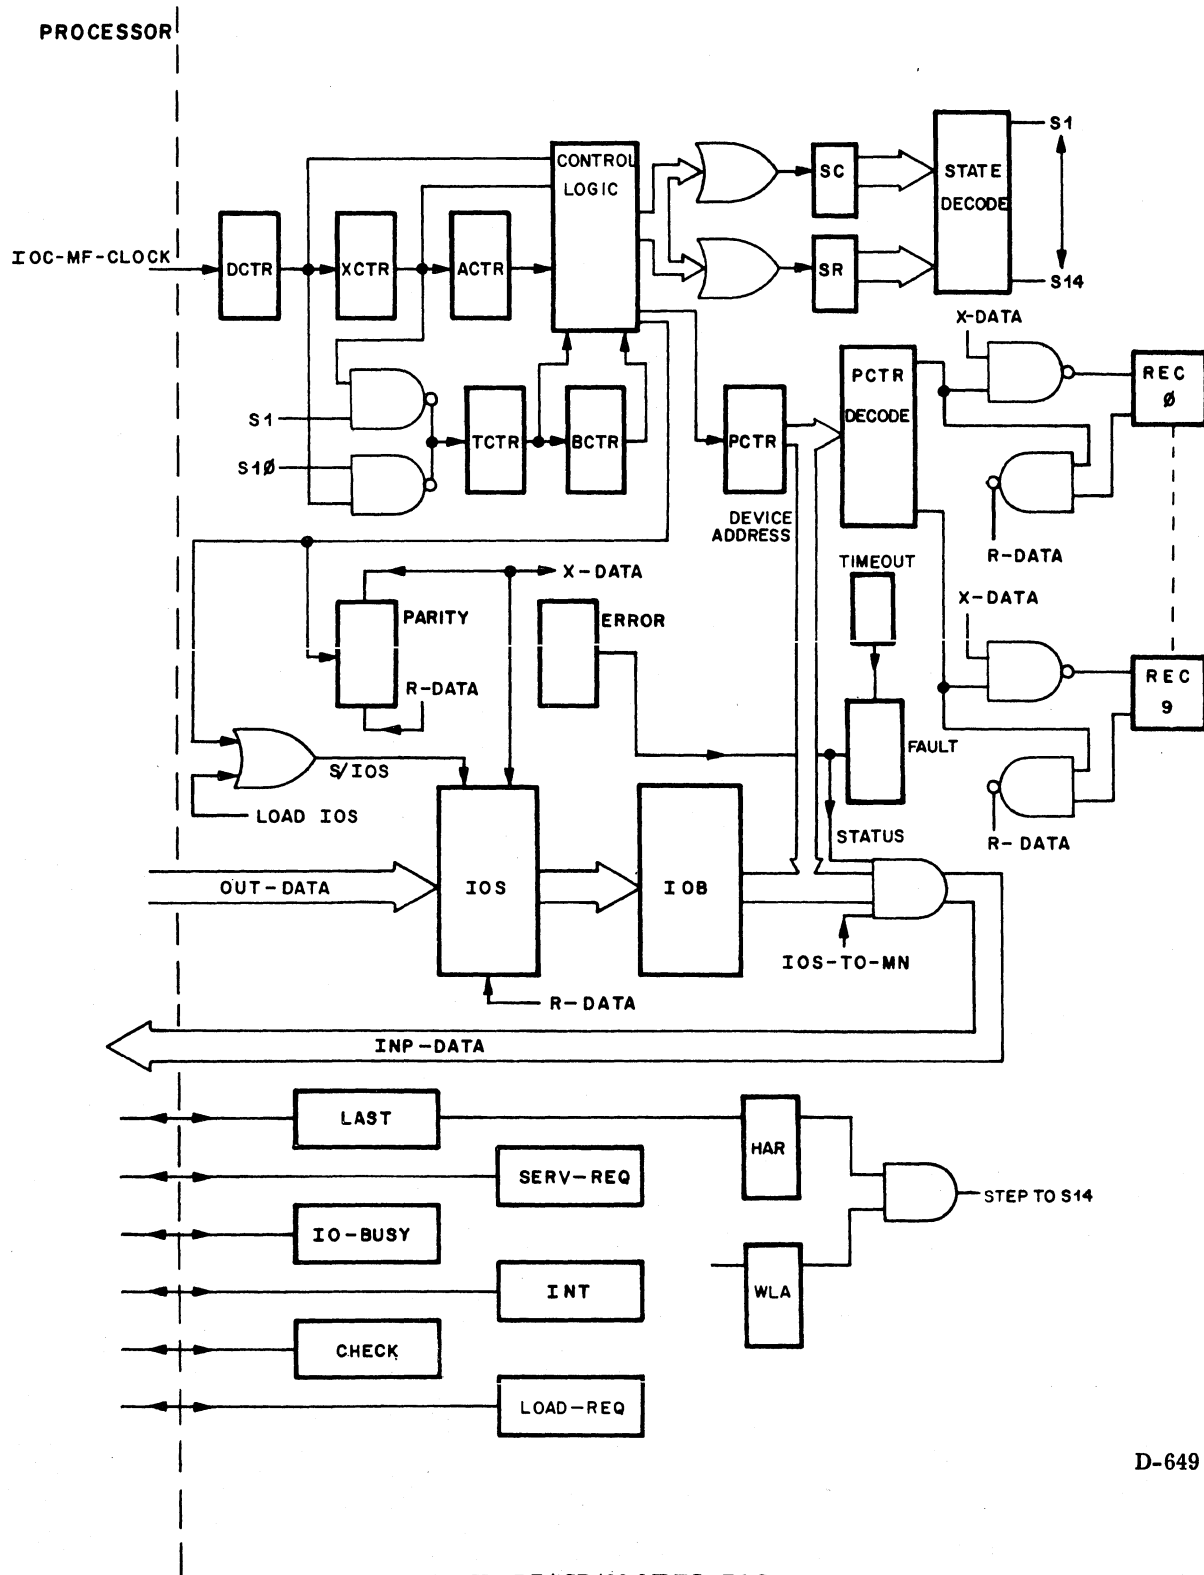 PROCESSOR
IOC-MF-CLOCK
DCTR
XCTR
ACTR
CONTROL
LOGIC
SC
SR
STATE
DECODE
S1
S14
S1
S1Ø
TCTR
BCTR
PCTR
DEVICE
ADDRESS
PCTR
DECODE
X-DATA
REC
Ø
R-DATA
TIMEOUT
X-DATA
REC
9
R-DATA
FAULT
X-DATA
PARITY
R-DATA
ERROR
S/IOS
LOAD IOS
STATUS
OUT-DATA
IOS
IOB
IOS-TO-MN
R-DATA
INP-DATA
LAST
HAR
SERV-REQ
STEP TO S14
IO-BUSY
INT
WLA
CHECK
LOAD-REQ
D-649